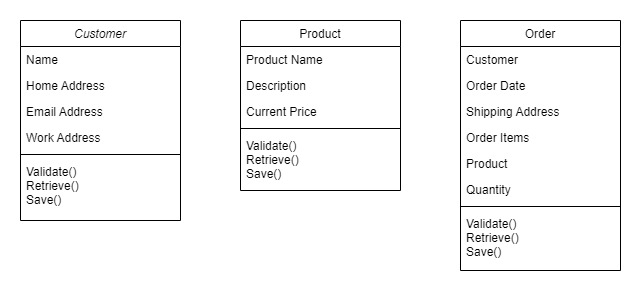 Customer
Name
Home Address
Email Address
Work Address
Validate()
Retrieve()
Save()
Product
Product Name
Description
Current Price
Validate()
Retrieve()
Save()
Order
Customer
Order Date
Shipping Address
Order Items
Product
Quantity
Validate()
Retrieve()
Save()